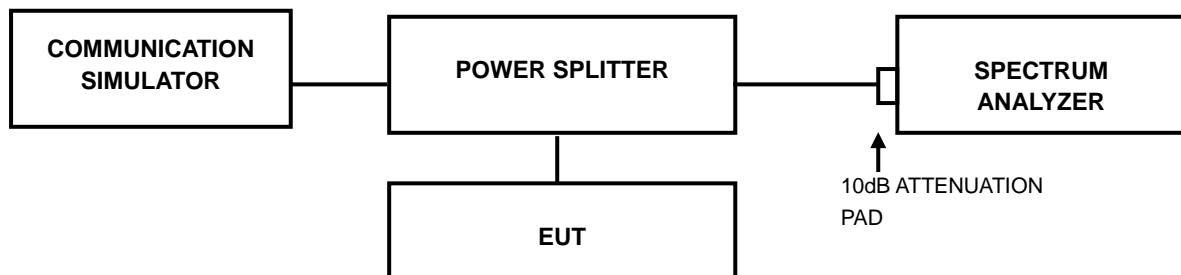 COMMUNICATION
SIMULATOR
POWER SPLITTER
SPECTRUM
ANALYZER
10dB ATTENUATION
PAD
EUT